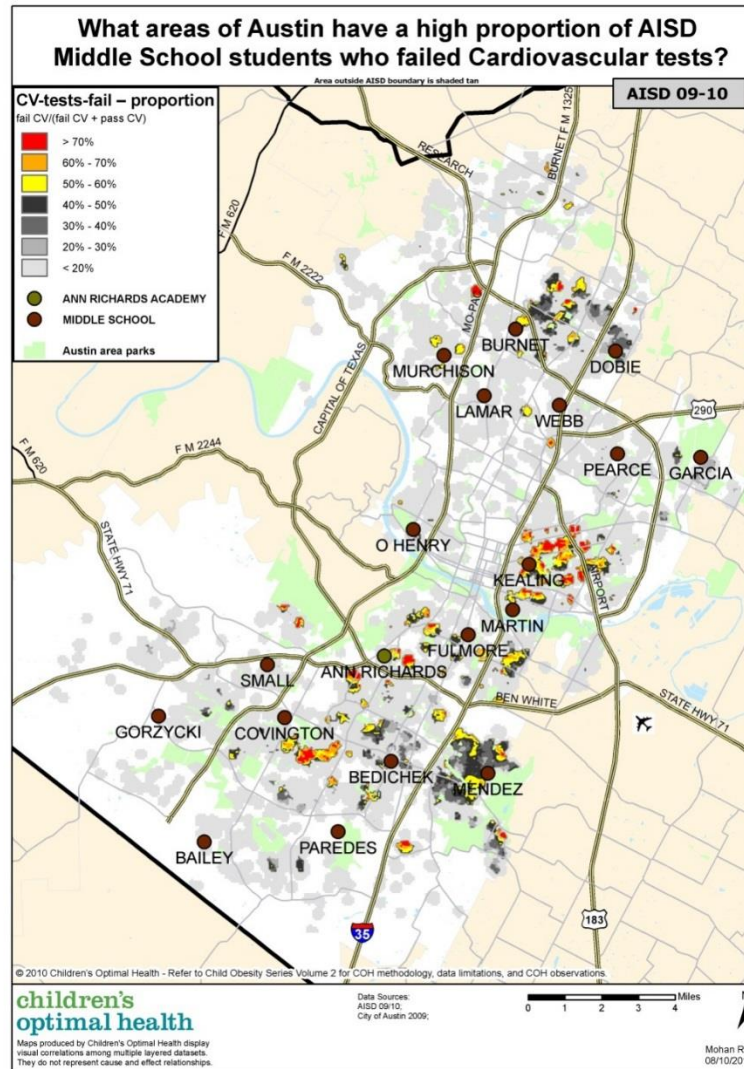 What areas of Austin have a high proportion of AISD
Middle School students who failed Cardiovascular tests?
Area outside AISD boundary is shaded tan
AISD 09-10
CV-tests-fail – proportion
fail CV/(fail CV + pass CV)
> 70%
60% - 70%
50% - 60%
40% - 50%
30% - 40%
20% - 30%
< 20%
ANN RICHARDS ACADEMY
MIDDLE SCHOOL
Austin area parks
RESEARCH
BURNET F M 1325
F M 620
F M 2222
MO-PAC
CAPITAL OF TEXAS
BURNET
MURCHISON
DOBIE
LAMAR
WEBB
290
F M 2244
F M 620
PEARCE
GARCIA
STATE HWY 71
O HENRY
KEALING
AIRPORT
MARTIN
FULMORE
ANN RICHARDS
SMALL
BEN WHITE
STATE HWY 71
GORZYCKI
COVINGTON
BEDICHEK
MENDEZ
BAILEY
PAREDES
183
35
© 2010 Children's Optimal Health - Refer to Child Obesity Series Volume 2 for COH methodology, data limitations, and COH observations.
children's
optimal health
Maps produced by Children's Optimal Health display
visual correlations among multiple layered datasets.
They do not represent cause and effect relationships.
Data Sources:
AISD 09/10;
City of Austin 2009;
0 1 2 3 4 Miles
Mohan R
08/10/20